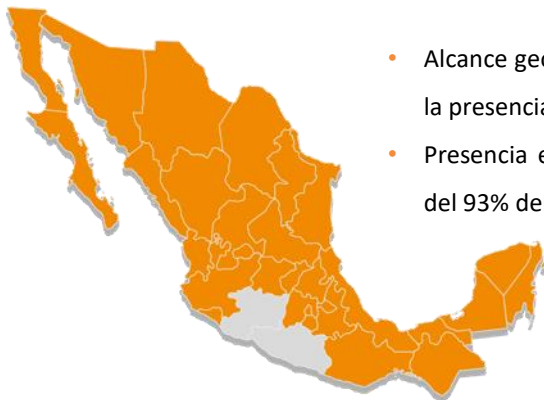 • Alcance
la presencia
• Presencia
del 93% de